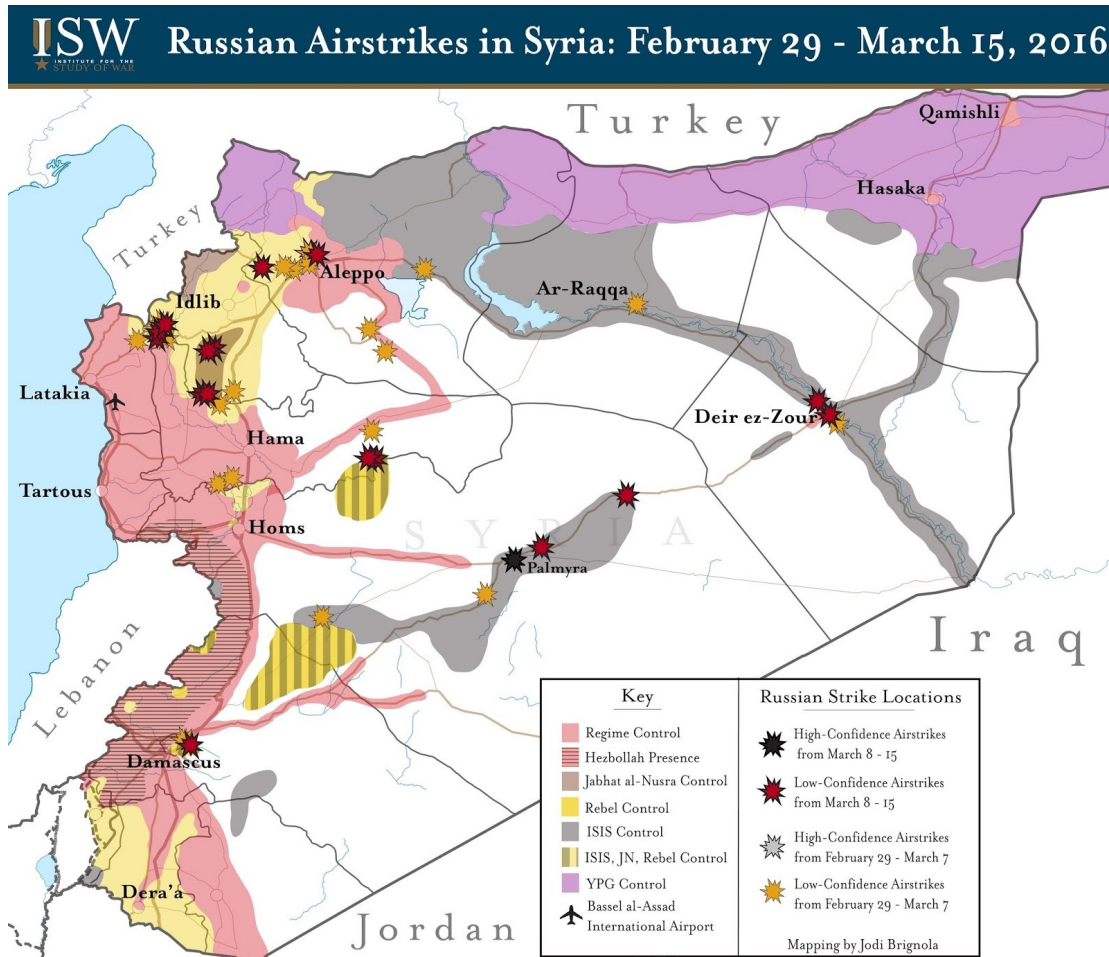 ISW
INSTITUTE FOR THE
STUDY OF WAR
Russian Airstrikes in Syria: February 29 - March 15, 2016
Turkey
Qamishli
Hasaka
Turkey
Aleppo
Idlib
Ar-Raqqa
Latakia
Deir ez-Zour
Hama
Tartous
Homs
SYRIA
Palmyra
Iraq
Lebanon
Damascus
Dera'a
Jordan
Key
Regime Control
Hezbollah Presence
Jabhat al-Nusra Control
Rebel Control
ISIS Control
ISIS, JN, Rebel Control
YPG Control
Bassel al-Assad
International Airport
Russian Strike Locations
High-Confidence Airstrikes
from March 8 - 15
Low-Confidence Airstrikes
from March 8 - 15
High-Confidence Airstrikes
from February 29 - March 7
Low-Confidence Airstrikes
from February 29 - March 7
Mapping by Jodi Brignola